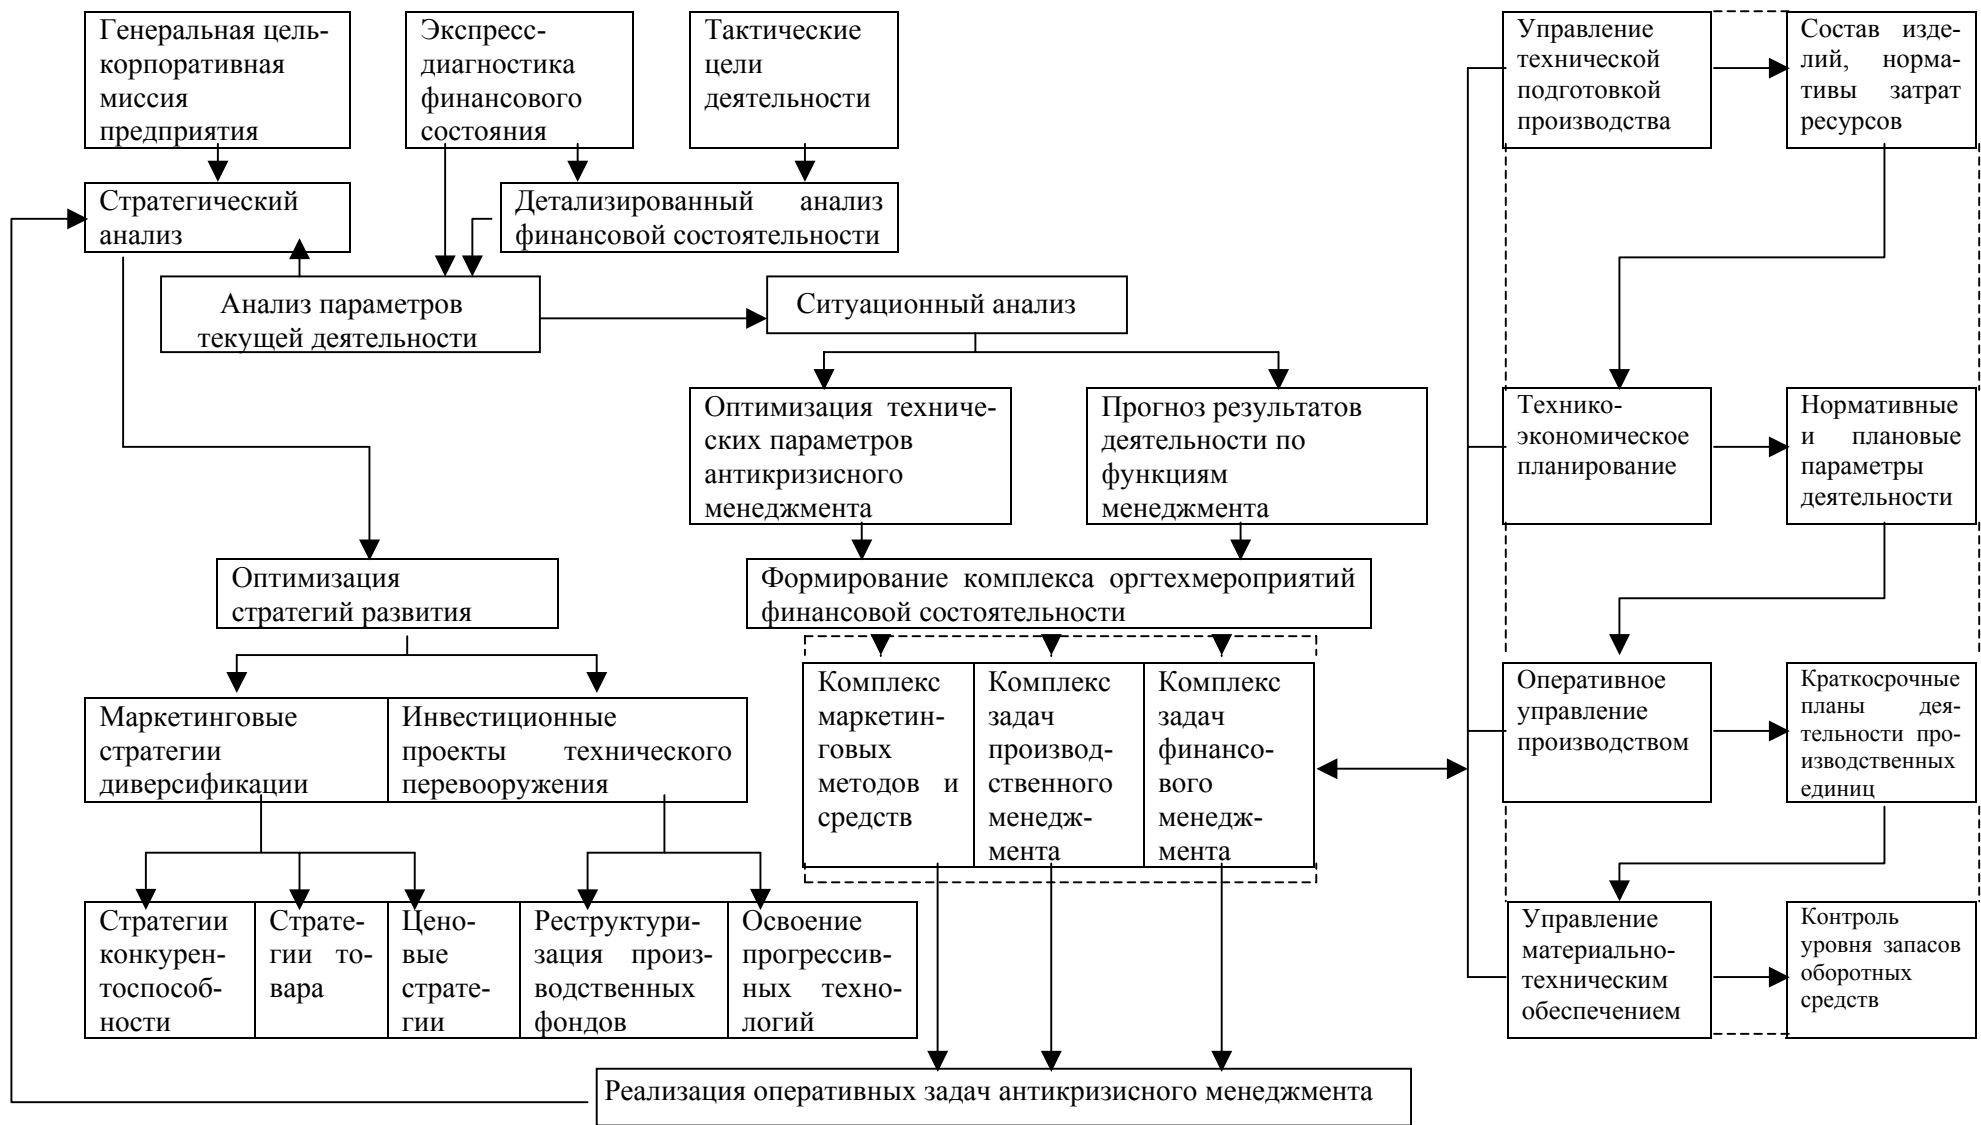 Генеральная цель-
корпоративная
миссия
предприятия
Экспресс-
диагностика
финансового
состояния
Тактические
цели
деятельности
Управление
технической
подготовкой
производства
Состав изде-
лий, норма-
тивы затрат
ресурсов
Стратегический
анализ
Детализированный анализ
финансовой состоятельности
Анализ параметров
текущей деятельности
Ситуационный анализ
Оптимизация техниче-
ских параметров
антикризисного
менеджмента
Прогноз результатов
деятельности по
функциям
менеджмента
Технико-
экономическое
планирование
Нормативные
и плановые
параметры
деятельности
Оптимизация
стратегий развития
Формирование комплекса оргтехмероприятий
финансовой состоятельности
Маркетинговые
стратегии
диверсификации
Инвестиционные
проекты технического
перевооружения
Комплекс
маркетин-
говых
методов и
средств
Комплекс
задач
производ-
ственного
менедж-
мента
Комплекс
задач
финансо-
вого
менедж-
мента
Оперативное
управление
производством
Краткосрочные
планы дея-
тельности про-
изводственных
единиц
Стратегии
конкурен-
тоспособ-
ности
Страте-
гии то-
вара
Цено-
вые
страте-
гии
Реструктури-
зация произ-
водственных
фондов
Освоение
прогрессив-
ных техно-
логий
Управление
материально-
техническим
обеспечением
Контроль
уровня запасов
оборотных
средств
Реализация оперативных задач антикризисного менеджмента